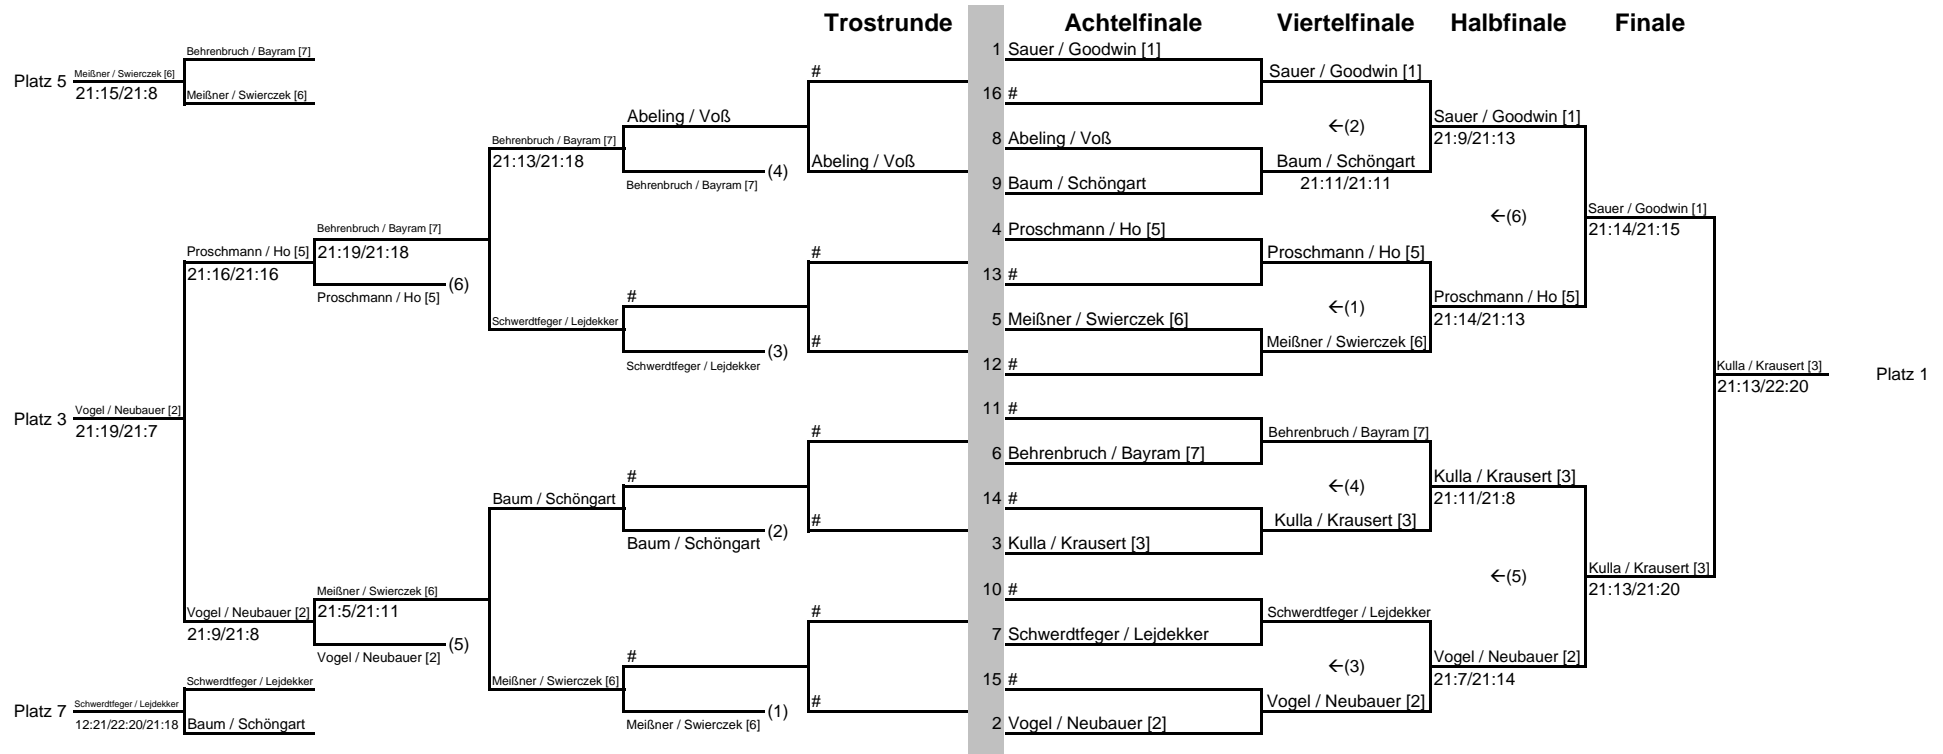 Trostrunde Achtelfinale Viertelfinale Halbfinale Finale
Behrenbruch / Bayram [7]
Platz 5 Meißner / Swierczek [6]
21:15/21:8
Meißner / Swierczek [6]
Proschmann / Ho [5]
21:16/21:16
Platz 3 Vogel / Neubauer [2]
21:19/21:7
Vogel / Neubauer [2]
21:9/21:8
Schwerdtfeger / Lejdekker
Platz 7 Schwerdtfeger / Lejdekker
12:21/22:20/21:18 Baum / Schöngart
Behrenbruch / Bayram [7]
21:19/21:18
(6)
Proschmann / Ho [5]
Meißner / Swierczek [6]
21:5/21:11
(5)
Vogel / Neubauer [2]
Behrenbruch / Bayram [7]
21:13/21:18
Schwerdtfeger / Lejdekker
Baum / Schöngart
Meißner / Swierczek [6]
Abeling / Voß
(4)
Behrenbruch / Bayram [7]
#
(3)
Schwerdtfeger / Lejdekker
#
(2)
Baum / Schöngart
#
(1)
Meißner / Swierczek [6]
#
Abeling / Voß
#
#
#
#
#
#
1 Sauer / Goodwin [1]
16 #
8 Abeling / Voß
9 Baum / Schöngart
4 Proschmann / Ho [5]
13 #
5 Meißner / Swierczek [6]
12 #
11 #
6 Behrenbruch / Bayram [7]
14 #
3 Kulla / Krausert [3]
10 #
7 Schwerdtfeger / Lejdekker
15 #
2 Vogel / Neubauer [2]
Sauer / Goodwin [1]
←(2)
Baum / Schöngart
21:11/21:11
Proschmann / Ho [5]
←(1)
Meißner / Swierczek [6]
Behrenbruch / Bayram [7]
←(4)
Kulla / Krausert [3]
Schwerdtfeger / Lejdekker
←(3)
Vogel / Neubauer [2]
Sauer / Goodwin [1]
21:9/21:13
←(6)
Proschmann / Ho [5]
21:14/21:13
Kulla / Krausert [3]
21:11/21:8
←(5)
Vogel / Neubauer [2]
21:7/21:14
Sauer / Goodwin [1]
21:14/21:15
Kulla / Krausert [3]
21:13/21:20
Kulla / Krausert [3] Platz 1
21:13/22:20